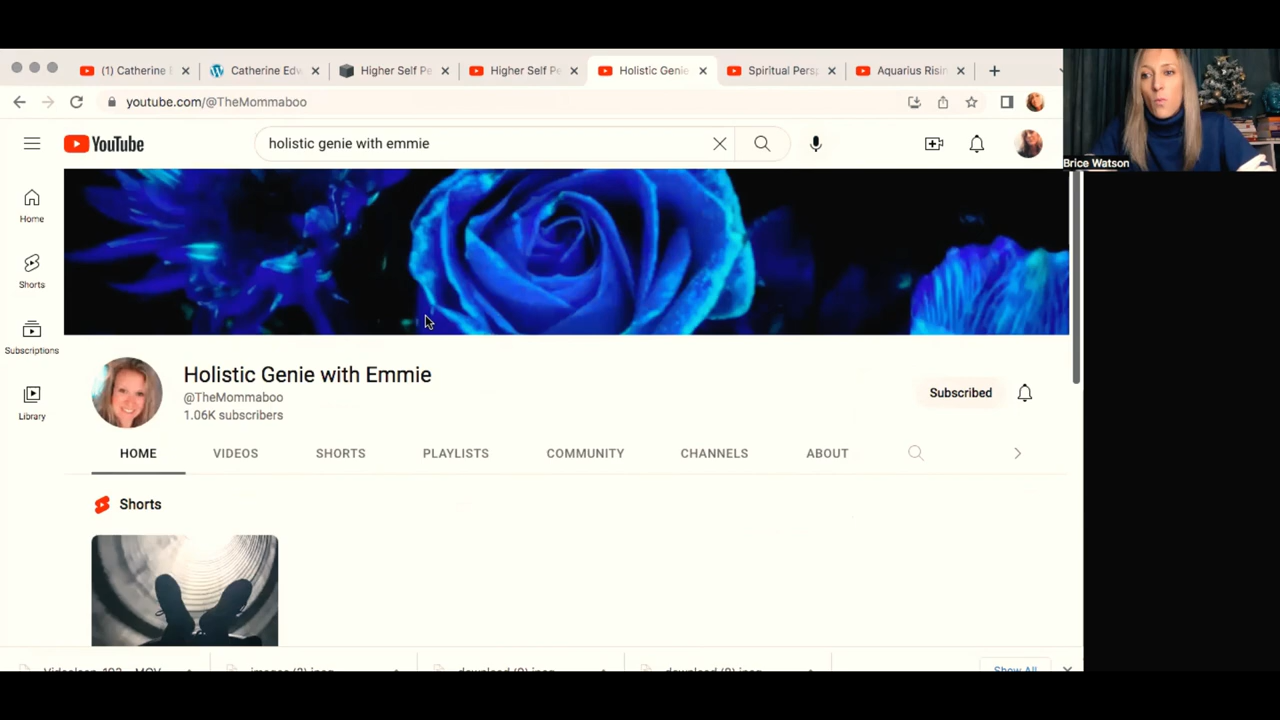 (1) Catherine E
Catherine Edw
Higher Self Pe
Higher Self Pe
Holistic Genie
Spiritual Persp
Aquarius Risin
youtube.com/@TheMommaboo
YouTube
holistic genie with emmie
Brice Watson
Home
Shorts
Subscriptions
Library
Holistic Genie with Emmie
@TheMommaboo
1.06K subscribers
Subscribed
HOME
VIDEOS
SHORTS
PLAYLISTS
COMMUNITY
CHANNELS
ABOUT
Shorts
Show All